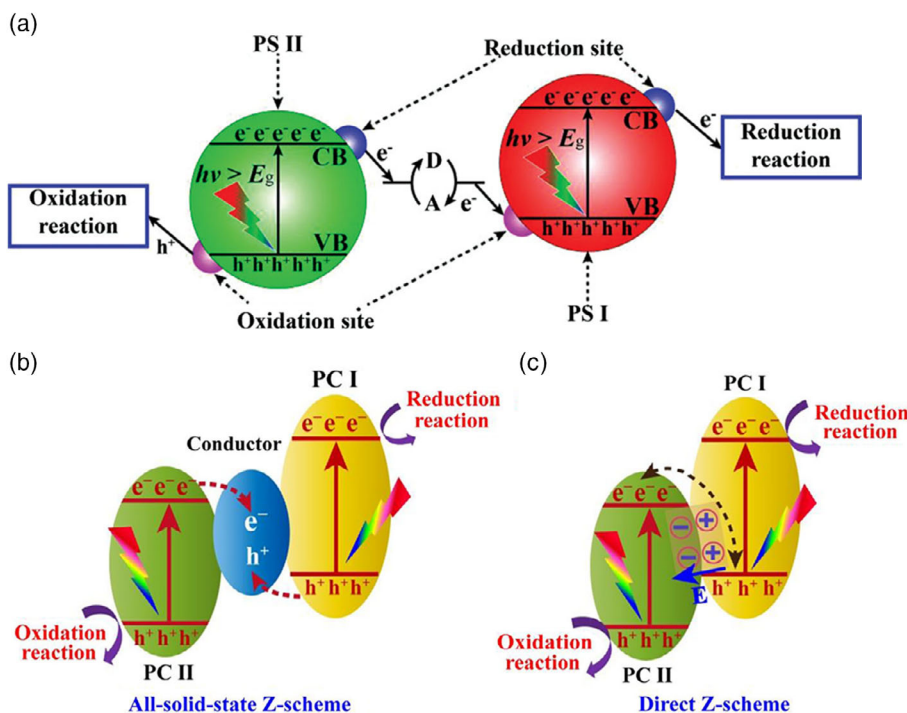 (a)
PS II
Reduction site
e⁻ e⁻ e⁻ e⁻ e⁻
CB
hν > Eg
VB
h⁺ h⁺ h⁺ h⁺ h⁺
e⁻
D
A
e⁻
e⁻ e⁻ e⁻ e⁻ e⁻
CB
hν > Eg
VB
h⁺ h⁺ h⁺ h⁺ h⁺
e⁻
Reduction
reaction
Oxidation
reaction
h⁺
Oxidation site
PS I
(b)
PC I
Reduction
reaction
e⁻ e⁻ e⁻
Conductor
e⁻ e⁻ e⁻
e⁻
h⁺
h⁺ h⁺ h⁺
Oxidation
reaction
h⁺ h⁺ h⁺
PC II
All-solid-state Z-scheme
(c)
PC I
Reduction
reaction
e⁻ e⁻ e⁻
e⁻ e⁻ e⁻
− +
− +
E
h⁺ h⁺ h⁺
Oxidation
reaction
h⁺ h⁺ h⁺
PC II
Direct Z-scheme